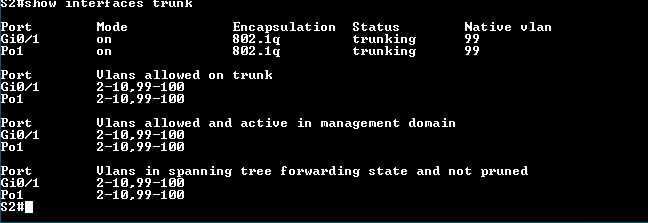 S2#show interfaces trunk
Port Mode Encapsulation Status Native vlan
Gi0/1 on 802.1q trunking 99
Po1 on 802.1q trunking 99
Port Vlans allowed on trunk
Gi0/1 2-10,99-100
Po1 2-10,99-100
Port Vlans allowed and active in management domain
Gi0/1 2-10,99-100
Po1 2-10,99-100
Port Vlans in spanning tree forwarding state and not pruned
Gi0/1 2-10,99-100
Po1 2-10,99-100
S2#